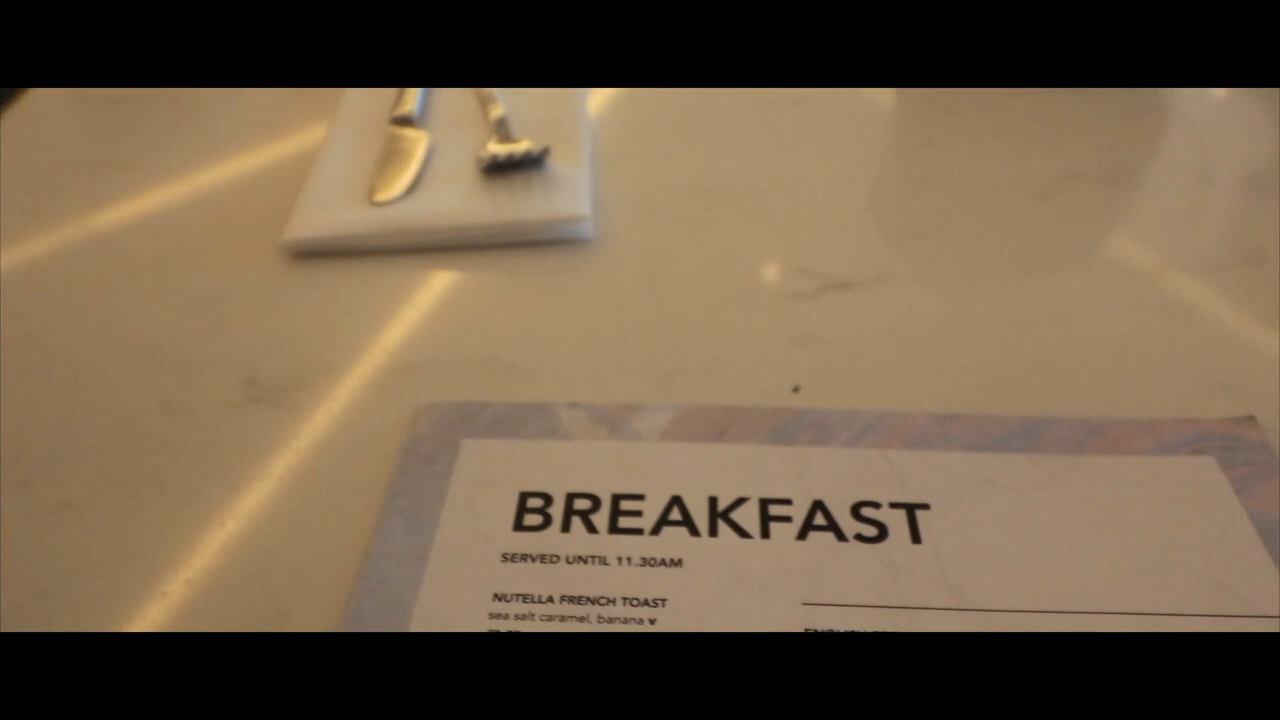 BREAKFAST
SERVED UNTIL 11.30AM
NUTELLA FRENCH TOAST
sea salt caramel, banana v